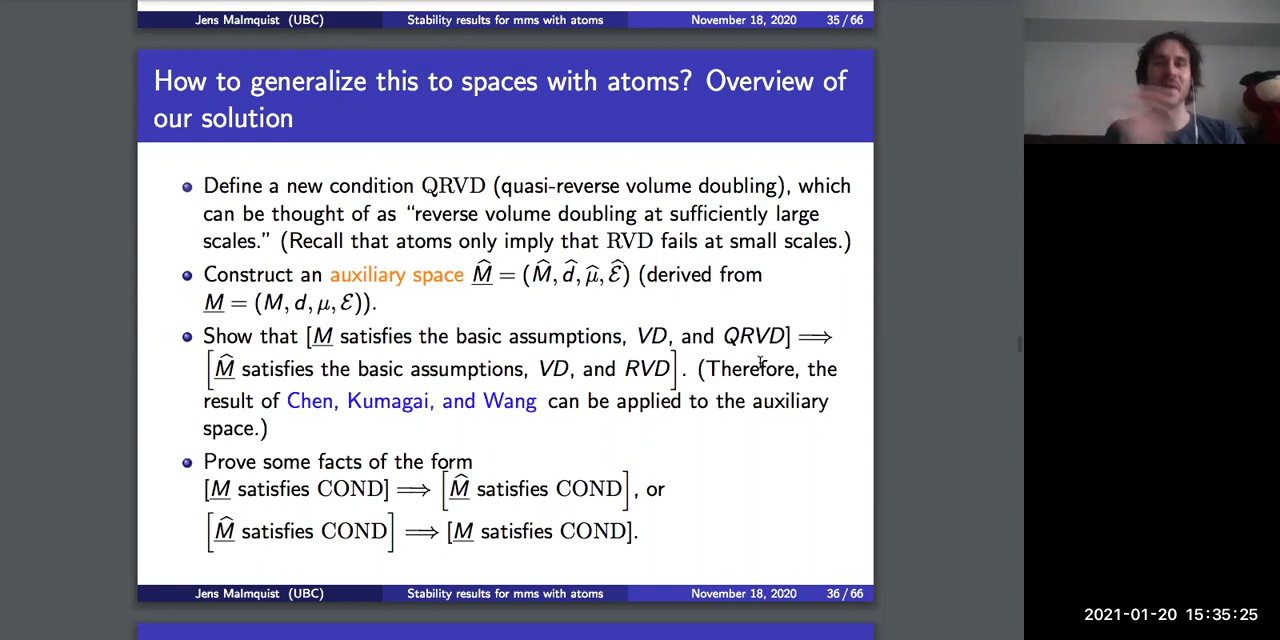 Jens Malmquist (UBC) Stability results for mms with atoms November 18, 2020 35 / 66
How to generalize this to spaces with atoms? Overview of
our solution
Define a new condition QRVD (quasi-reverse volume doubling), which
can be thought of as “reverse volume doubling at sufficiently large
scales.” (Recall that atoms only imply that RVD fails at small scales.)
Construct an auxiliary space M̲̂ = (M̂, d̂, μ̂, Ê) (derived from
M̲ = (M, d, μ, E)).
Show that [M̲ satisfies the basic assumptions, VD, and QRVD] ⟹
[M̲̂ satisfies the basic assumptions, VD, and RVD]. (Therefore, the
result of Chen, Kumagai, and Wang can be applied to the auxiliary
space.)
Prove some facts of the form
[M̲ satisfies COND] ⟹ [M̲̂ satisfies COND], or
[M̲̂ satisfies COND] ⟹ [M̲ satisfies COND].
Jens Malmquist (UBC) Stability results for mms with atoms November 18, 2020 36 / 66
2021-01-20 15:35:25